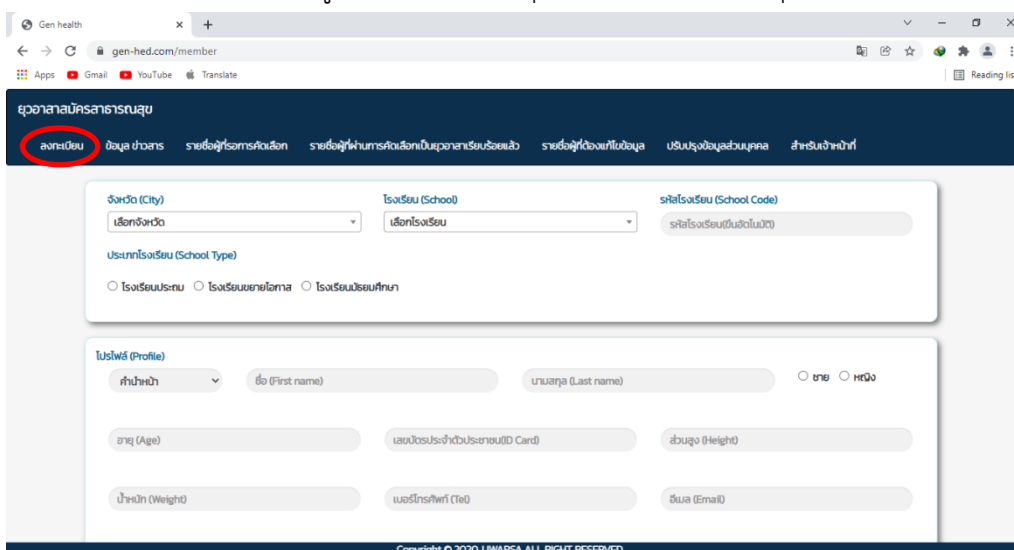 Gen health
gen-hed.com/member
Apps Gmail YouTube Translate Reading lis
ยุวอาสาสมัครสาธารณสุข
ลงทะเบียน ข้อมูล ข่าวสาร รายชื่อผู้ที่รอการคัดเลือก รายชื่อผู้ที่ผ่านการคัดเลือกเป็นยุวอาสาเรียบร้อยแล้ว รายชื่อผู้ที่ต้องแก้ไขข้อมูล ปรับปรุงข้อมูลส่วนบุคคล สำหรับเจ้าหน้าที่
จังหวัด (City) โรงเรียน (School) รหัสโรงเรียน (School Code)
เลือกจังหวัด เลือกโรงเรียน รหัสโรงเรียน(ขึ้นอัตโนมัติ)
ประเภทโรงเรียน (School Type)
โรงเรียนประถม โรงเรียนขยายโอกาส โรงเรียนมัธยมศึกษา
โปรไฟล์ (Profile)
คำนำหน้า ชื่อ (First name) นามสกุล (Last name) ชาย หญิง
อายุ (Age) เลขบัตรประจำตัวประชาชน(ID Card) ส่วนสูง (Height)
น้ำหนัก (Weight) เบอร์โทรศัพท์ (Tel) อีเมล (Email)
Copyright © 2020 UWARSA ALL RIGHT RESERVED